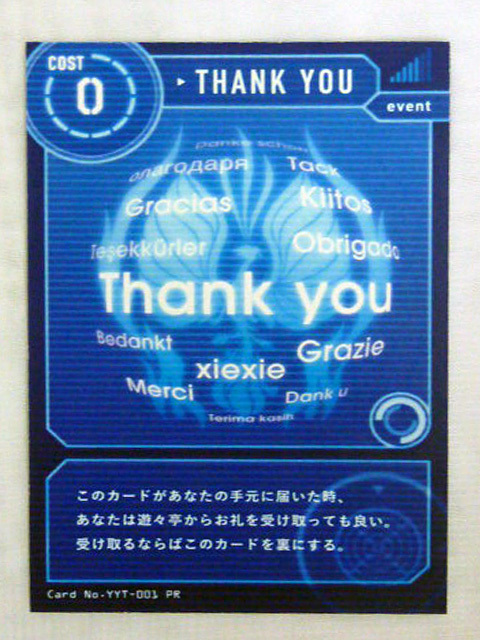 COST
0
THANK YOU
event
Danke schön
благодаря
Tack
Gracias
Klitos
Teşekkürler
Obrigado
Thank you
Bedankt
Grazie
xiexie
Merci
Dank u
Terima kasih
このカードがあなたの手元に届いた時、
あなたは遊々亭からお礼を受け取っても良い。
受け取るならばこのカードを裏にする。
Card No.YYT-001 PR